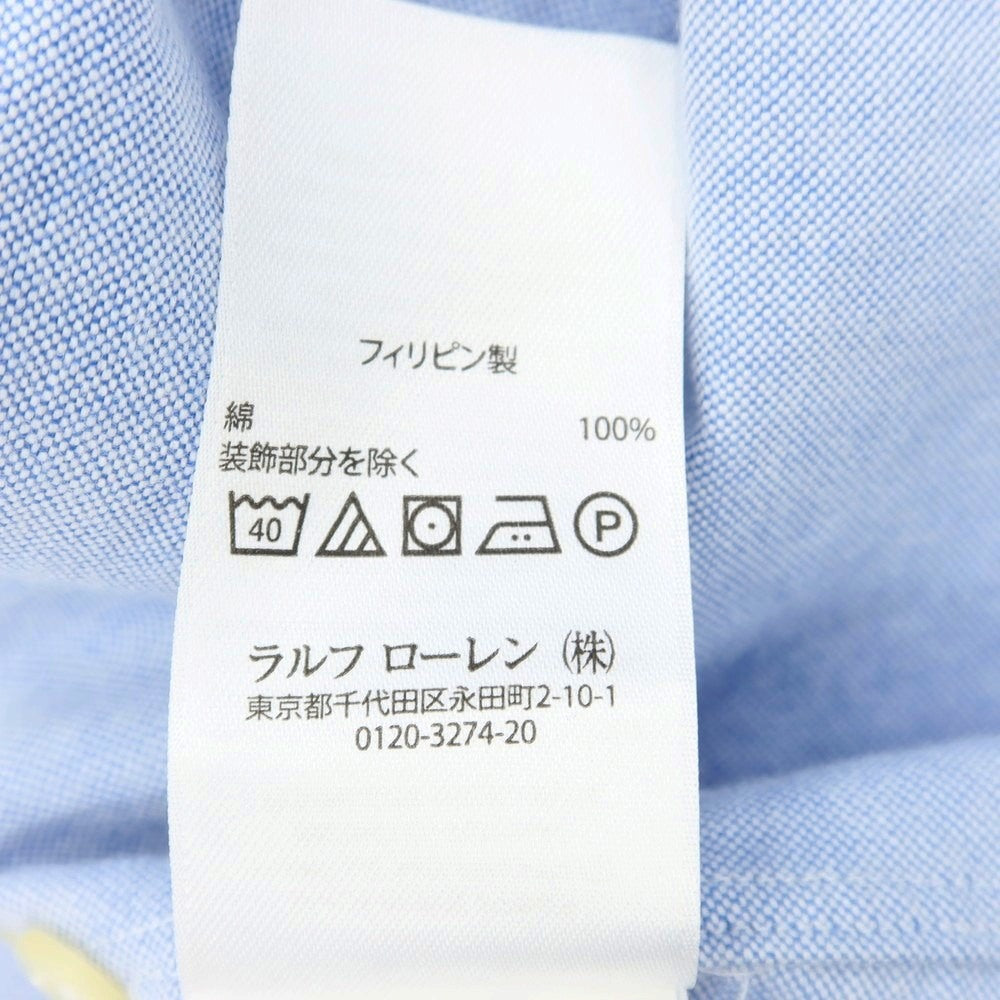 フィリピン製
綿 100%
装飾部分を除く
40 P
ラルフ ローレン (株)
東京都千代田区永田町2-10-1
0120-3274-20